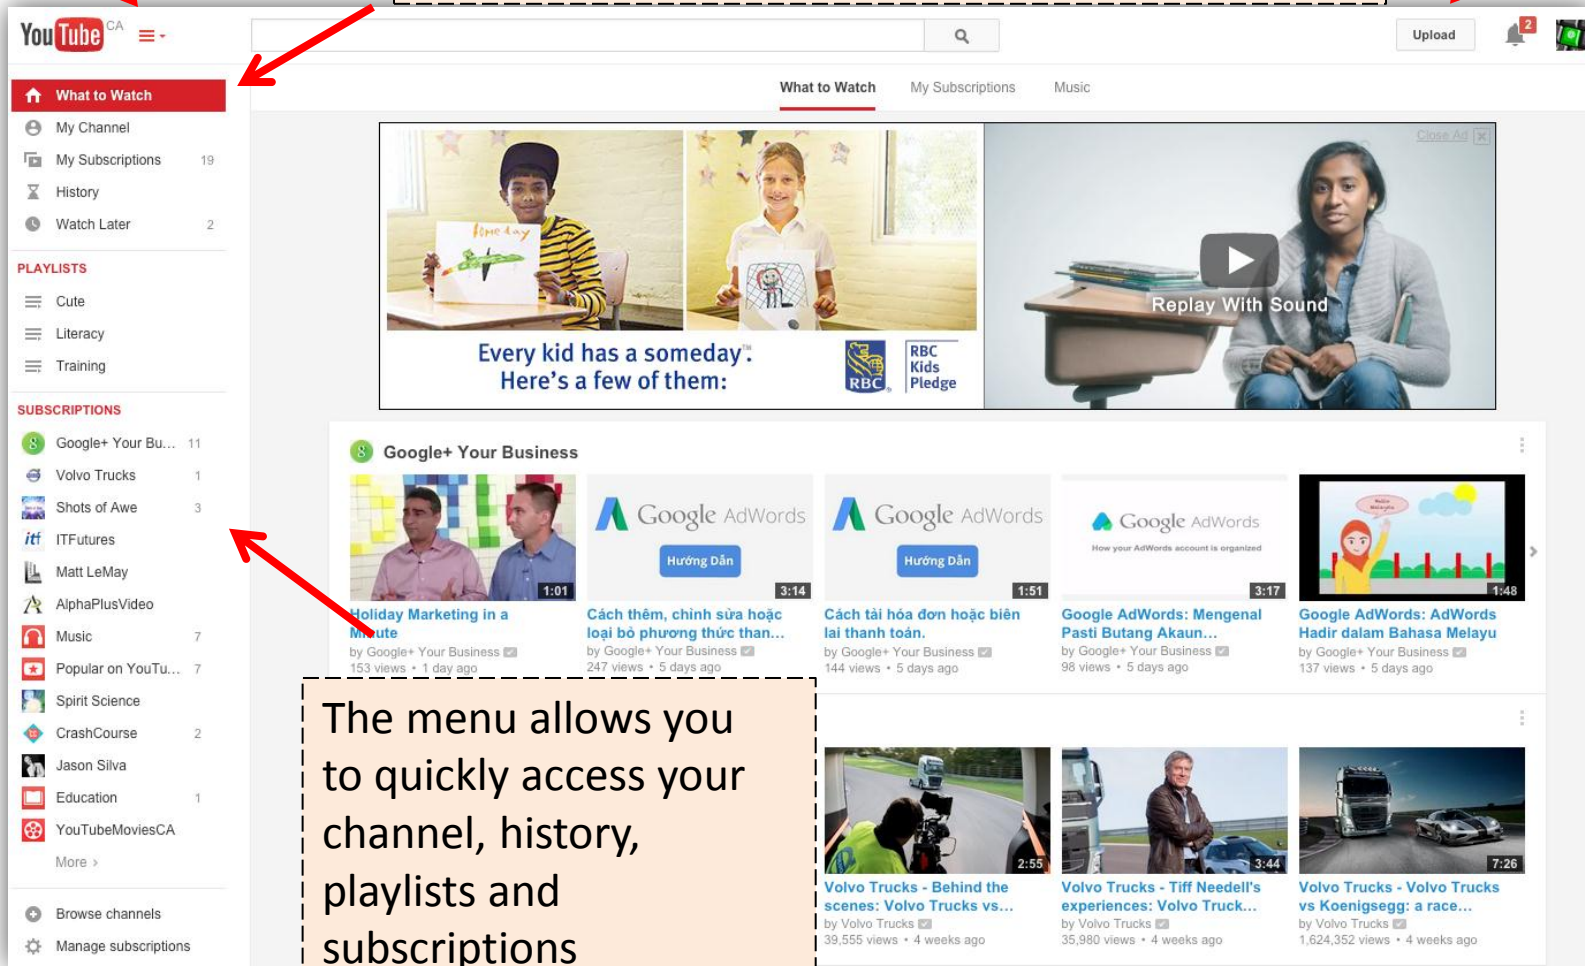 YouTube CA
Upload
2
What to Watch
My Channel
My Subscriptions 19
History
Watch Later 2
PLAYLISTS
Cute
Literacy
Training
SUBSCRIPTIONS
Google+ Your Bu... 11
Volvo Trucks 1
Shots of Awe 3
ITFutures
Matt LeMay
AlphaPlusVideo
Music 7
Popular on YouTu... 7
Spirit Science
CrashCourse 2
Jason Silva
Education 1
YouTubeMoviesCA
More >
Browse channels
Manage subscriptions
What to Watch My Subscriptions Music
Close Ad X
Someday
Every kid has a someday™.
Here's a few of them:
RBC
RBC
Kids
Pledge
Replay With Sound
Google+ Your Business
1:01
Holiday Marketing in a
Minute
by Google+ Your Business
153 views • 1 day ago
Google AdWords
Hướng Dẫn
3:14
Cách thêm, chỉnh sửa hoặc
loại bỏ phương thức than...
by Google+ Your Business
247 views • 5 days ago
Google AdWords
Hướng Dẫn
1:51
Cách tải hóa đơn hoặc biên
lai thanh toán.
by Google+ Your Business
144 views • 5 days ago
Google AdWords
How your AdWords account is organized
3:17
Google AdWords: Mengenal
Pasti Butang Akaun...
by Google+ Your Business
98 views • 5 days ago
1:48
Google AdWords: AdWords
Hadir dalam Bahasa Melayu
by Google+ Your Business
137 views • 5 days ago
The menu allows you
to quickly access your
channel, history,
playlists and
subscriptions
2:55
Volvo Trucks - Behind the
scenes: Volvo Trucks vs...
by Volvo Trucks
39,555 views • 4 weeks ago
3:44
Volvo Trucks - Tiff Needell's
experiences: Volvo Truck...
by Volvo Trucks
35,980 views • 4 weeks ago
7:26
Volvo Trucks - Volvo Trucks
vs Koenigsegg: a race...
by Volvo Trucks
1,624,352 views • 4 weeks ago